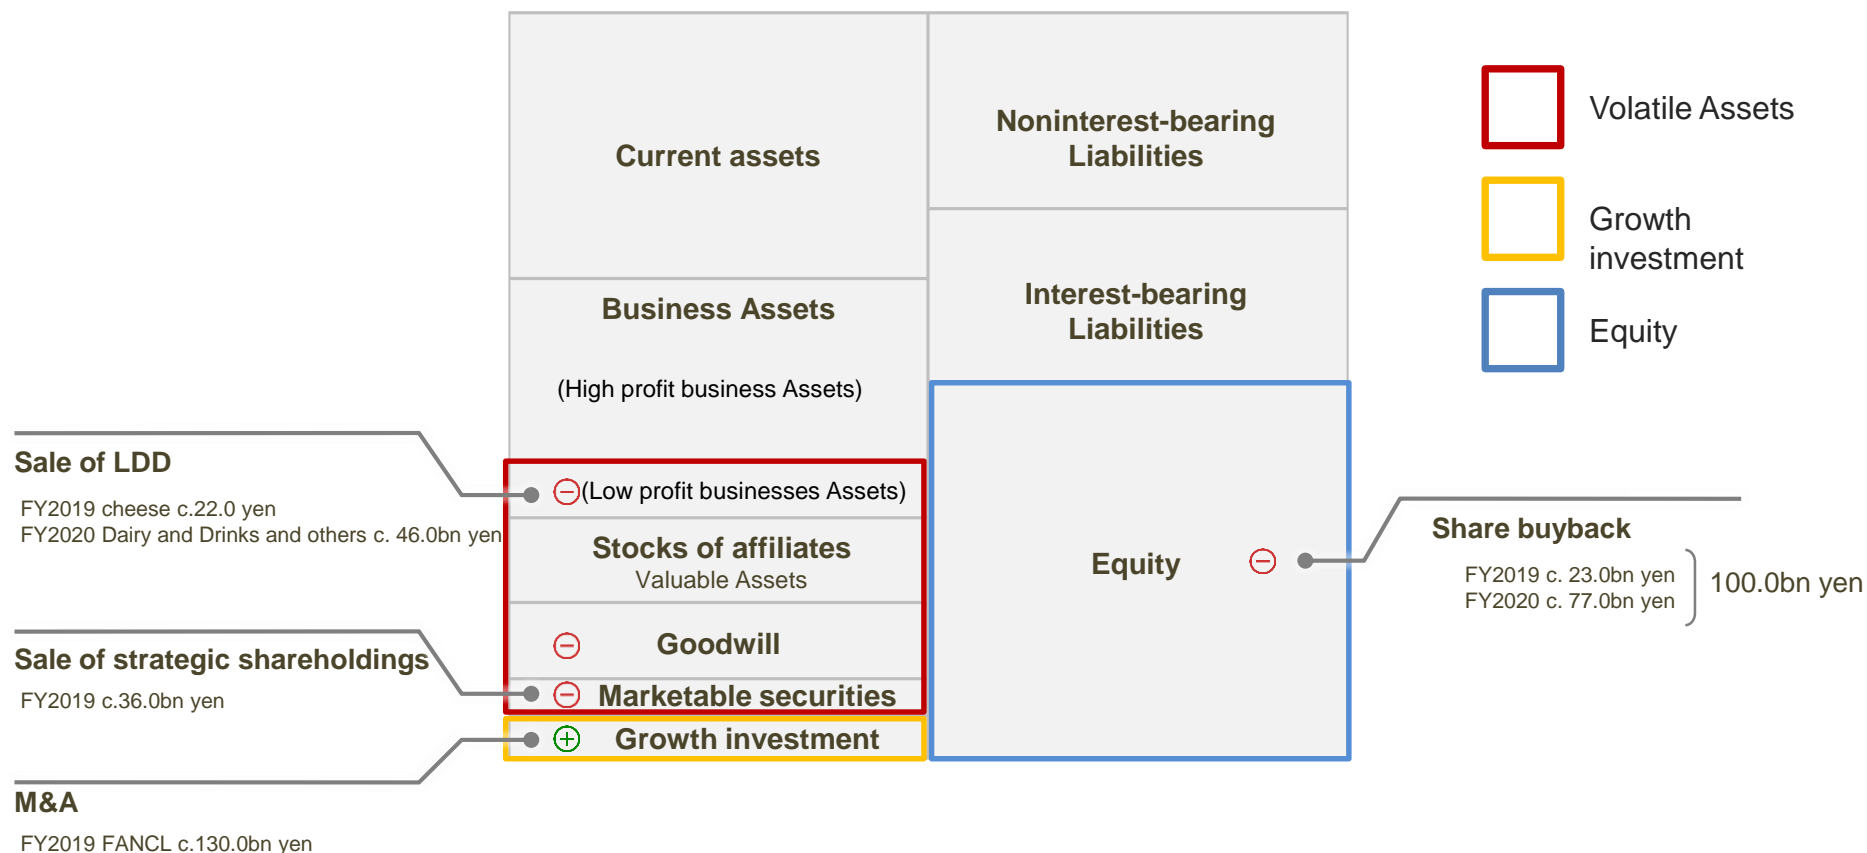 Current assets
Business Assets
(High profit business Assets)
(Low profit businesses Assets)
Stocks of affiliates
Valuable Assets
Goodwill
Marketable securities
Growth investment
Noninterest-bearing
Liabilities
Interest-bearing
Liabilities
Equity
Sale of LDD
FY2019 cheese c.22.0 yen
FY2020 Dairy and Drinks and others c. 46.0bn yen
Sale of strategic shareholdings
FY2019 c.36.0bn yen
M&A
FY2019 FANCL c.130.0bn yen
Share buyback
FY2019 c. 23.0bn yen
FY2020 c. 77.0bn yen
100.0bn yen
Volatile Assets
Growth
investment
Equity